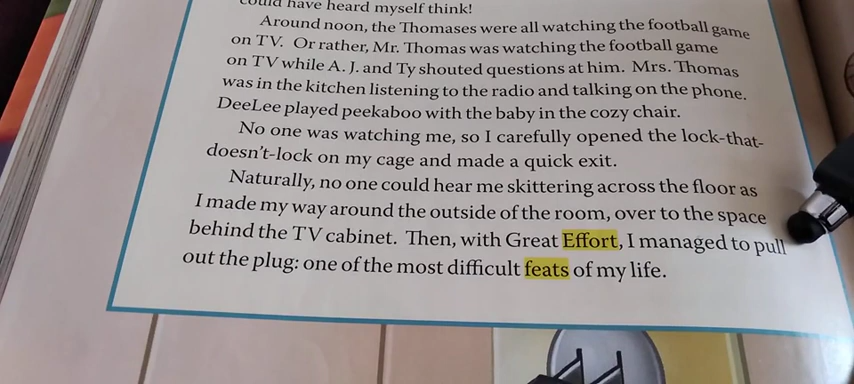 could have heard myself think!
Around noon, the Thomases were all watching the football game
on TV. Or rather, Mr. Thomas was watching the football game
on TV while A. J. and Ty shouted questions at him. Mrs. Thomas
was in the kitchen listening to the radio and talking on the phone.
DeeLee played peekaboo with the baby in the cozy chair.
No one was watching me, so I carefully opened the lock-that-
doesn't-lock on my cage and made a quick exit.
Naturally, no one could hear me skittering across the floor as
I made my way around the outside of the room, over to the space
behind the TV cabinet. Then, with Great Effort, I managed to pull
out the plug: one of the most difficult feats of my life.